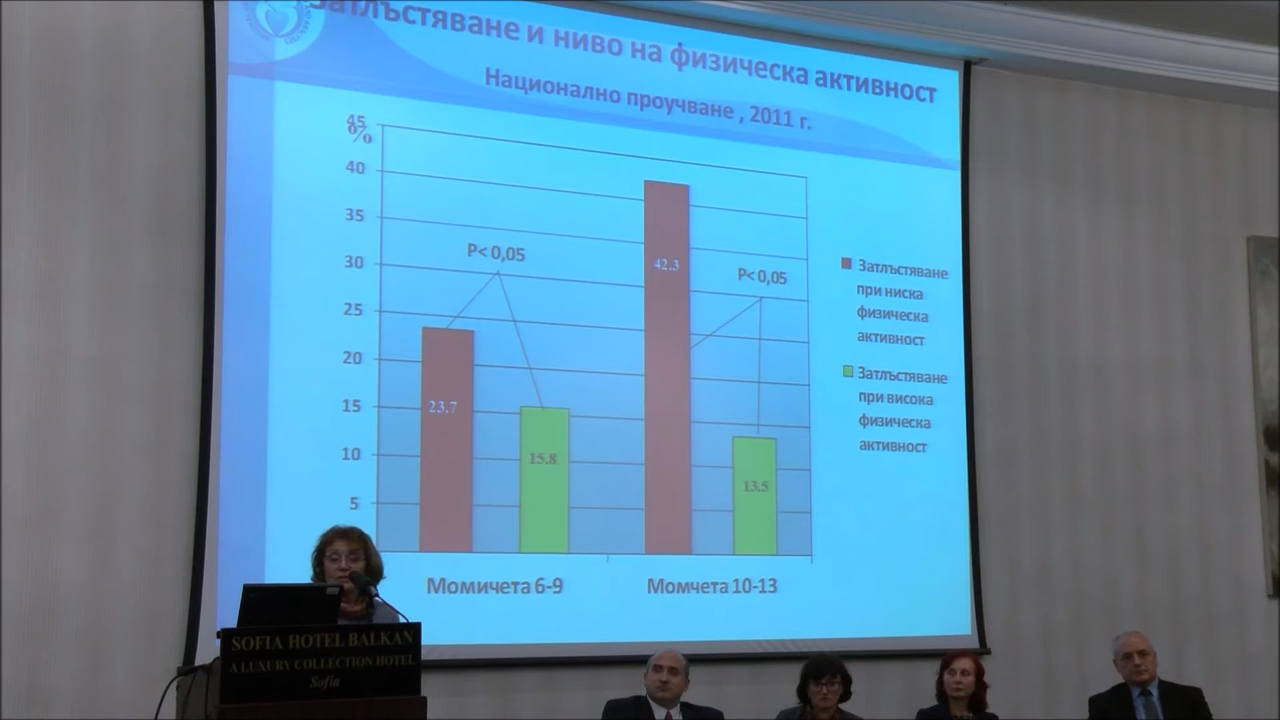 Затлъстяване и ниво на физическа активност
Национално проучване , 2011 г.
45
%
40
35
30
25
20
15
10
5
P< 0,05
P< 0,05
23.7
15.8
42.3
13.5
Момичета 6-9
Момчета 10-13
Затлъстяване
при ниска
физическа
активност
Затлъстяване
при висока
физическа
активност
SOFIA HOTEL BALKAN
A LUXURY COLLECTION HOTEL
Sofia